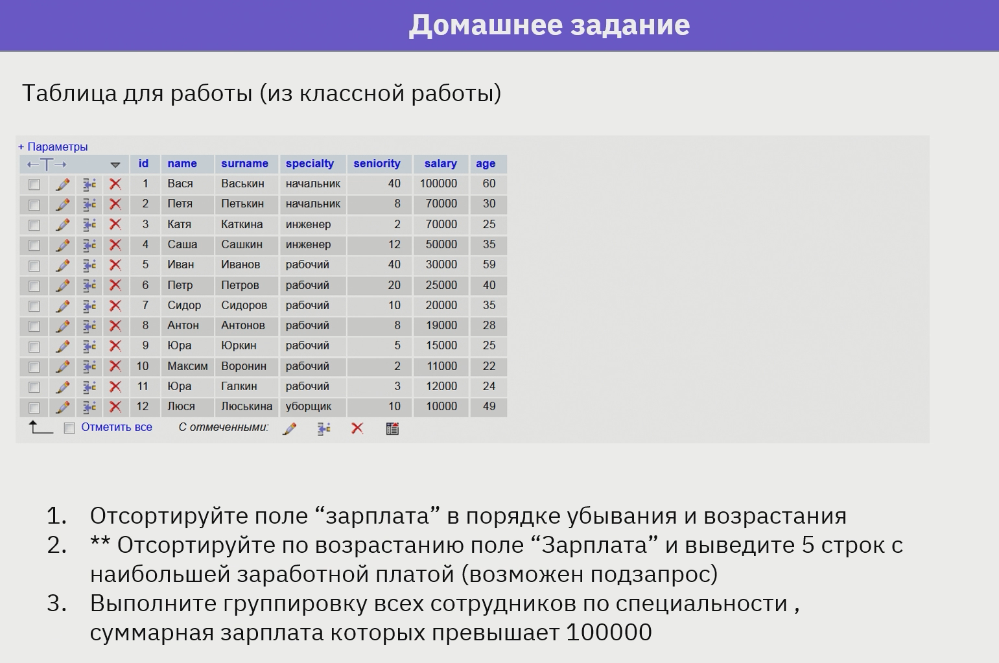 Домашнее задание
Таблица для работы (из классной работы)
+ Параметры
id name surname specialty seniority salary age
1 Вася Васькин начальник 40 100000 60
2 Петя Петькин начальник 8 70000 30
3 Катя Каткина инженер 2 70000 25
4 Саша Сашкин инженер 12 50000 35
5 Иван Иванов рабочий 40 30000 59
6 Петр Петров рабочий 20 25000 40
7 Сидор Сидоров рабочий 10 20000 35
8 Антон Антонов рабочий 8 19000 28
9 Юра Юркин рабочий 5 15000 25
10 Максим Воронин рабочий 2 11000 22
11 Юра Галкин рабочий 3 12000 24
12 Люся Люськина уборщик 10 10000 49
Отметить все С отмеченными:
1. Отсортируйте поле “зарплата” в порядке убывания и возрастания
2. ** Отсортируйте по возрастанию поле “Зарплата” и выведите 5 строк с
наибольшей заработной платой (возможен подзапрос)
3. Выполните группировку всех сотрудников по специальности ,
суммарная зарплата которых превышает 100000